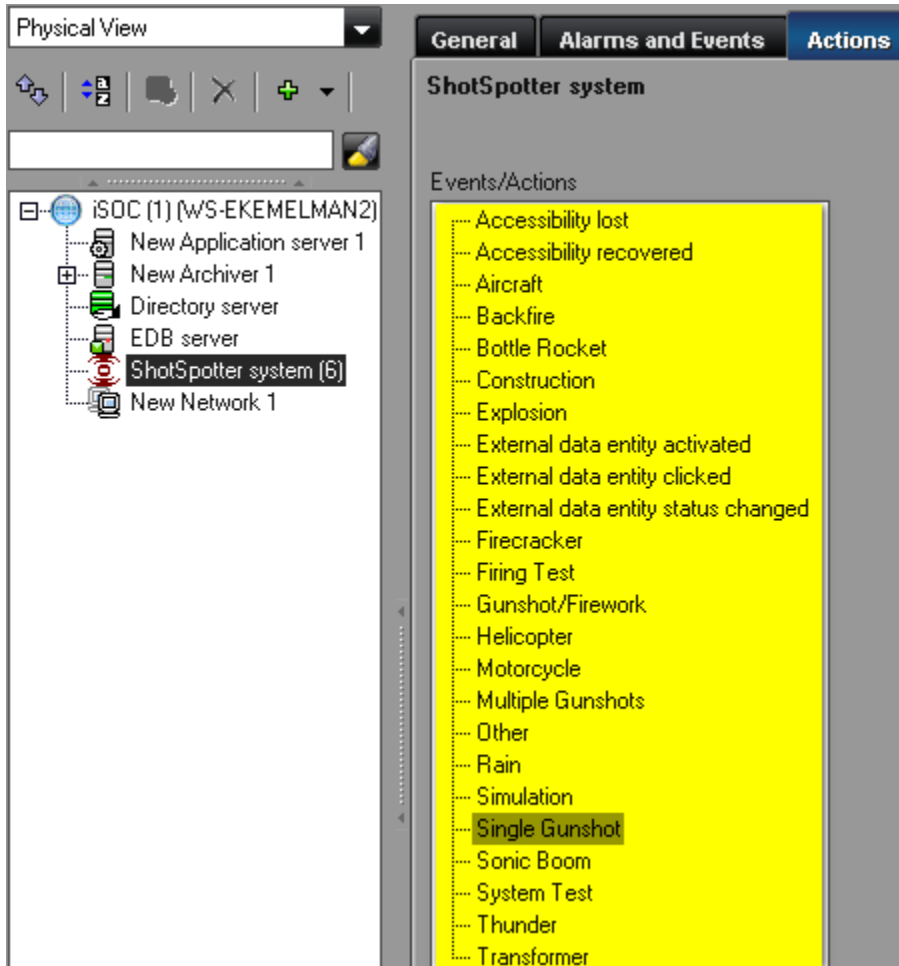 Physical View
General
Alarms and Events
Actions
ShotSpotter system
Events/Actions
iSOC (1) (WS-EKEMELMAN2)
New Application server 1
New Archiver 1
Directory server
EDB server
ShotSpotter system (6)
New Network 1
Accessibility lost
Accessibility recovered
Aircraft
Backfire
Bottle Rocket
Construction
Explosion
External data entity activated
External data entity clicked
External data entity status changed
Firecracker
Firing Test
Gunshot/Firework
Helicopter
Motorcycle
Multiple Gunshots
Other
Rain
Simulation
Single Gunshot
Sonic Boom
System Test
Thunder
Transformer